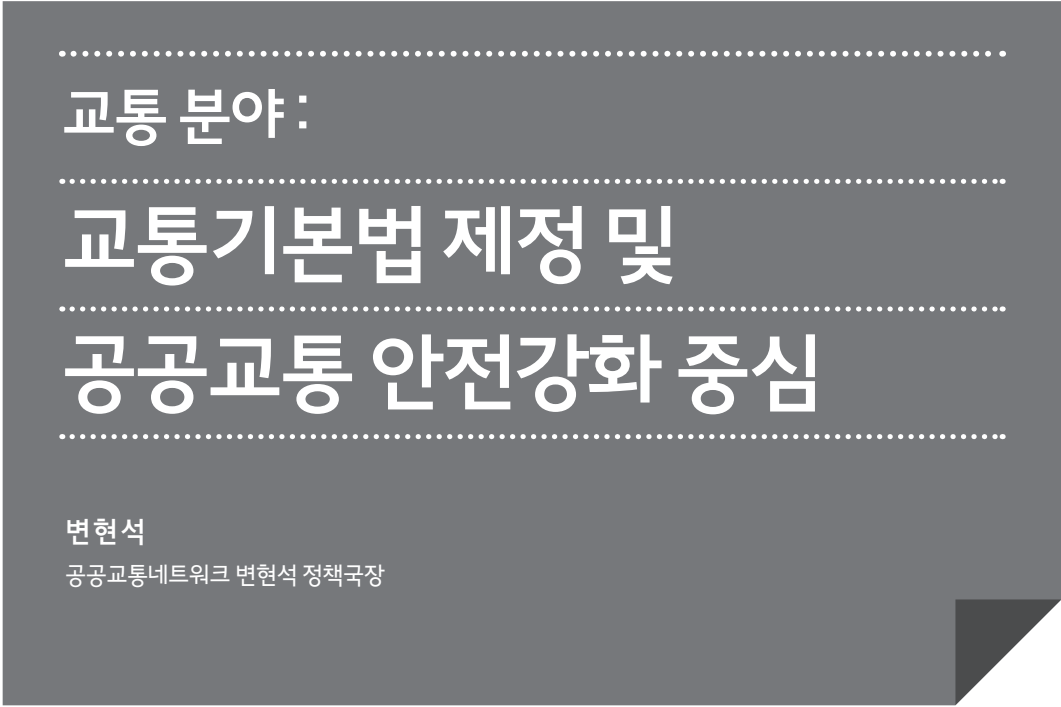 교통 분야 :
교통기본법 제정 및
공공교통 안전강화 중심
변현석
공공교통네트워크 변현석 정책국장